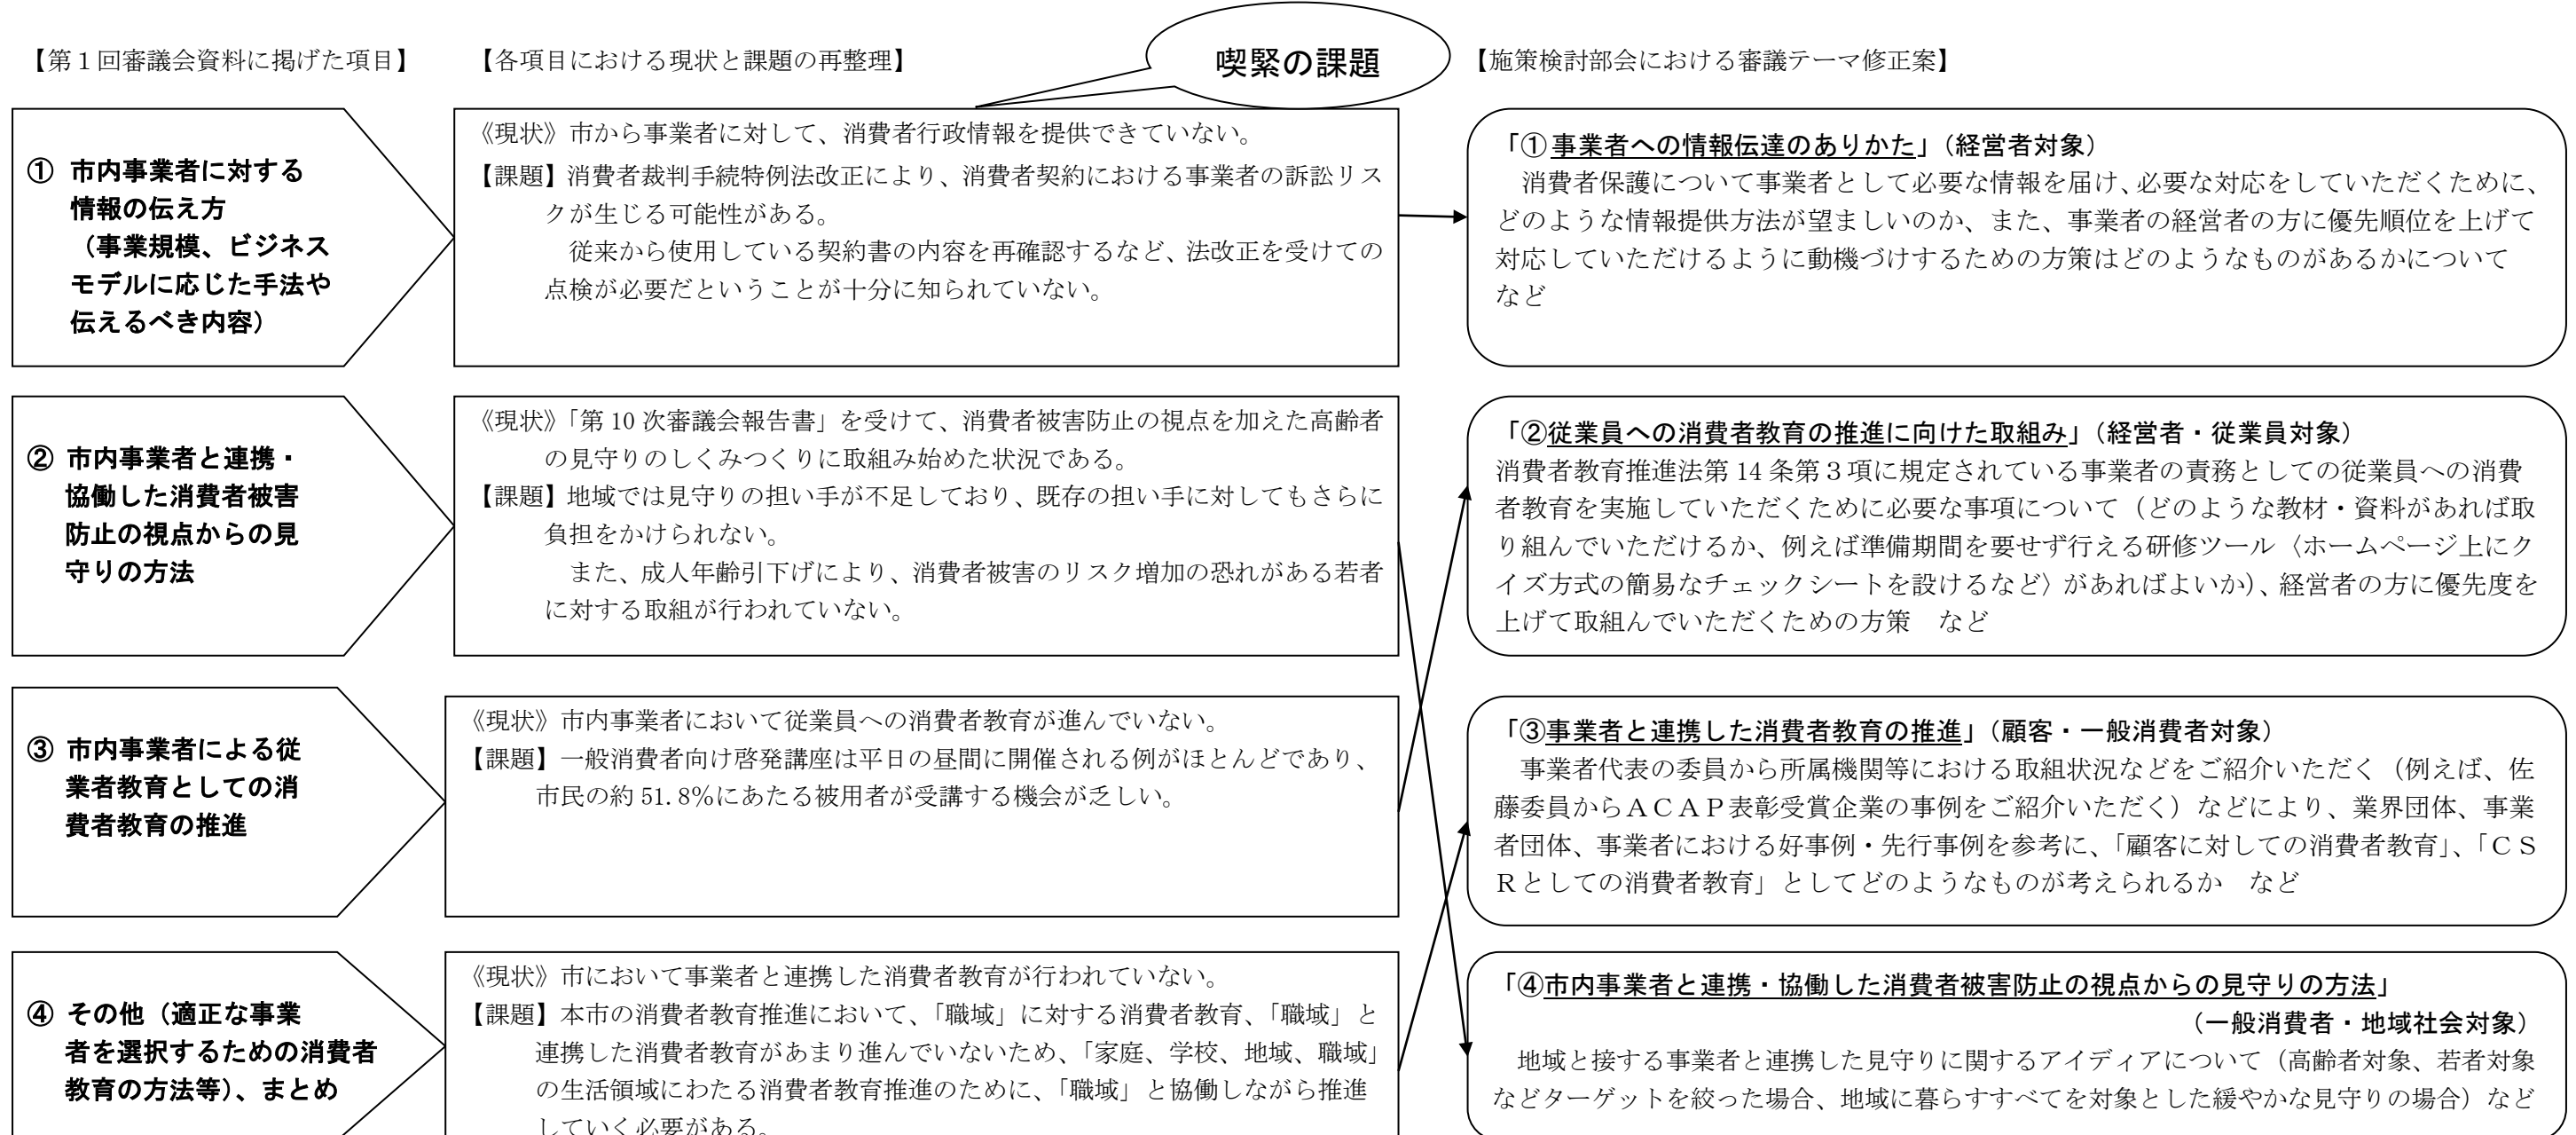 【第１回審議会資料に掲げた項目】
【各項目における現状と課題の再整理】
喫緊の課題
【施策検討部会における審議テーマ修正案】
① 市内事業者に対する
情報の伝え方
（事業規模、ビジネス
モデルに応じた手法や
伝えるべき内容）
《現状》市から事業者に対して、消費者行政情報を提供できていない。
【課題】消費者裁判手続特例法改正により、消費者契約における事業者の訴訟リス
クが生じる可能性がある。
従来から使用している契約書の内容を再確認するなど、法改正を受けての
点検が必要だということが十分に知られていない。
「①事業者への情報伝達のありかた」（経営者対象）
消費者保護について事業者として必要な情報を届け、必要な対応をしていただくために、
どのような情報提供方法が望ましいのか、また、事業者の経営者の方に優先順位を上げて
対応していただけるように動機づけするための方策はどのようなものがあるかについて
など
② 市内事業者と連携・
協働した消費者被害
防止の視点からの見
守りの方法
《現状》「第 10 次審議会報告書」を受けて、消費者被害防止の視点を加えた高齢者
の見守りのしくみつくりに取組み始めた状況である。
【課題】地域では見守りの担い手が不足しており、既存の担い手に対してもさらに
負担をかけられない。
また、成人年齢引下げにより、消費者被害のリスク増加の恐れがある若者
に対する取組が行われていない。
「②従業員への消費者教育の推進に向けた取組み」（経営者・従業員対象）
消費者教育推進法第 14 条第３項に規定されている事業者の責務としての従業員への消費
者教育を実施していただくために必要な事項について（どのような教材・資料があれば取
り組んでいただけるか、例えば準備期間を要せず行える研修ツール〈ホームページ上にク
イズ方式の簡易なチェックシートを設けるなど〉があればよいか）、経営者の方に優先度を
上げて取組んでいただくための方策　など
③ 市内事業者による従
業者教育としての消
費者教育の推進
《現状》市内事業者において従業員への消費者教育が進んでいない。
【課題】一般消費者向け啓発講座は平日の昼間に開催される例がほとんどであり、
市民の約 51.8％にあたる被用者が受講する機会が乏しい。
「③事業者と連携した消費者教育の推進」（顧客・一般消費者対象）
事業者代表の委員から所属機関等における取組状況などをご紹介いただく（例えば、佐
藤委員からＡＣＡＰ表彰受賞企業の事例をご紹介いただく）などにより、業界団体、事業
者団体、事業者における好事例・先行事例を参考に、「顧客に対しての消費者教育」、「ＣＳ
Ｒとしての消費者教育」としてどのようなものが考えられるか　など
④ その他（適正な事業
者を選択するための消費者
教育の方法等）、まとめ
《現状》市において事業者と連携した消費者教育が行われていない。
【課題】本市の消費者教育推進において、「職域」に対する消費者教育、「職域」と
連携した消費者教育があまり進んでいないため、「家庭、学校、地域、職域」
の生活領域にわたる消費者教育推進のために、「職域」と協働しながら推進
していく必要がある。
「④市内事業者と連携・協働した消費者被害防止の視点からの見守りの方法」
（一般消費者・地域社会対象）
地域と接する事業者と連携した見守りに関するアイディアについて（高齢者対象、若者対象
などターゲットを絞った場合、地域に暮らすすべてを対象とした緩やかな見守りの場合）など